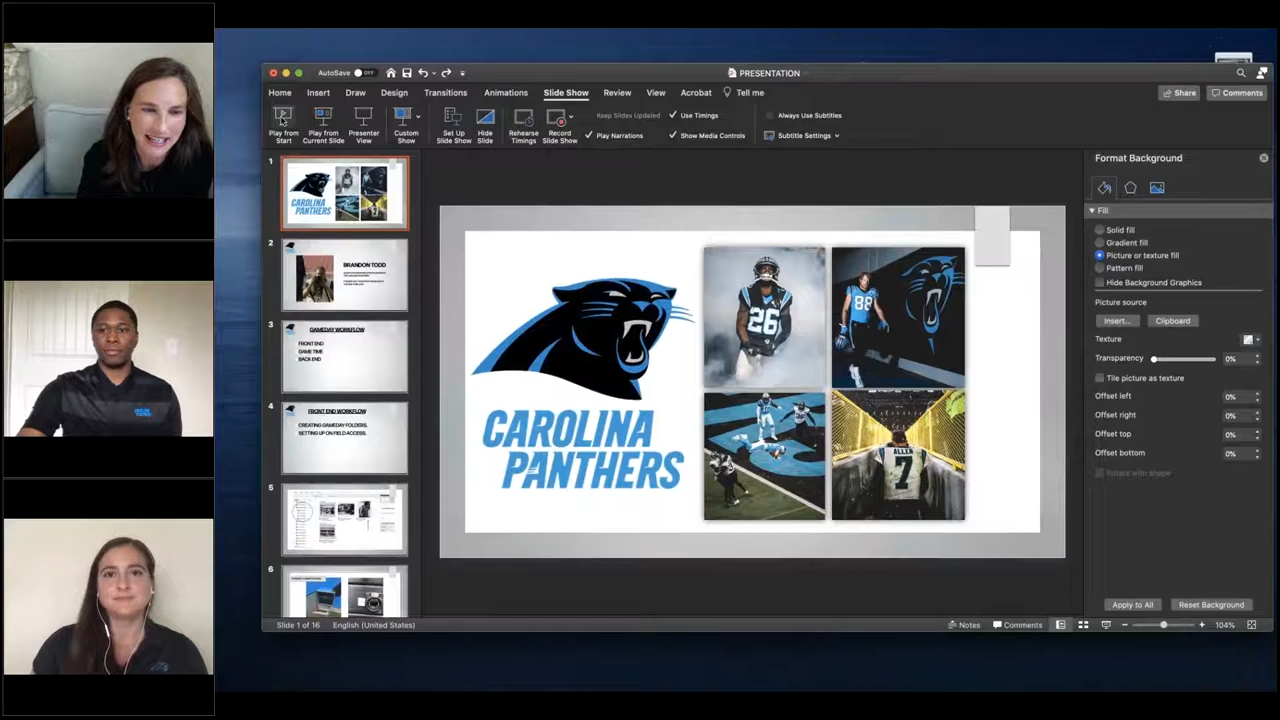 AutoSave OFF
PRESENTATION
Home Insert Draw Design Transitions Animations Slide Show Review View Acrobat Tell me
Share Comments
Play from Start
Play from Current Slide
Presenter View
Custom Show
Set Up Slide Show
Hide Slide
Rehearse Timings
Record Slide Show
Keep Slides Updated
Use Timings
Play Narrations
Show Media Controls
Always Use Subtitles
Subtitle Settings
1
CAROLINA
PANTHERS
2
BRANDON TODD
3
GAMEDAY WORKFLOW
FRONT END
GAME TIME
BACK END
4
FRONT END WORKFLOW
CREATING GAMEDAY FOLDERS.
SETTING UP ON FIELD ACCESS.
5
6
CAROLINA
PANTHERS
26
88
ALLEN
7
Format Background
Fill
Solid fill
Gradient fill
Picture or texture fill
Pattern fill
Hide Background Graphics
Picture source
Insert...
Clipboard
Texture
Transparency 0%
Tile picture as texture
Offset left 0%
Offset right 0%
Offset top 0%
Offset bottom 0%
Rotate with shape
Apply to All
Reset Background
Slide 1 of 16 English (United States)
Notes Comments 104%
CAROLINA
PANTHERS